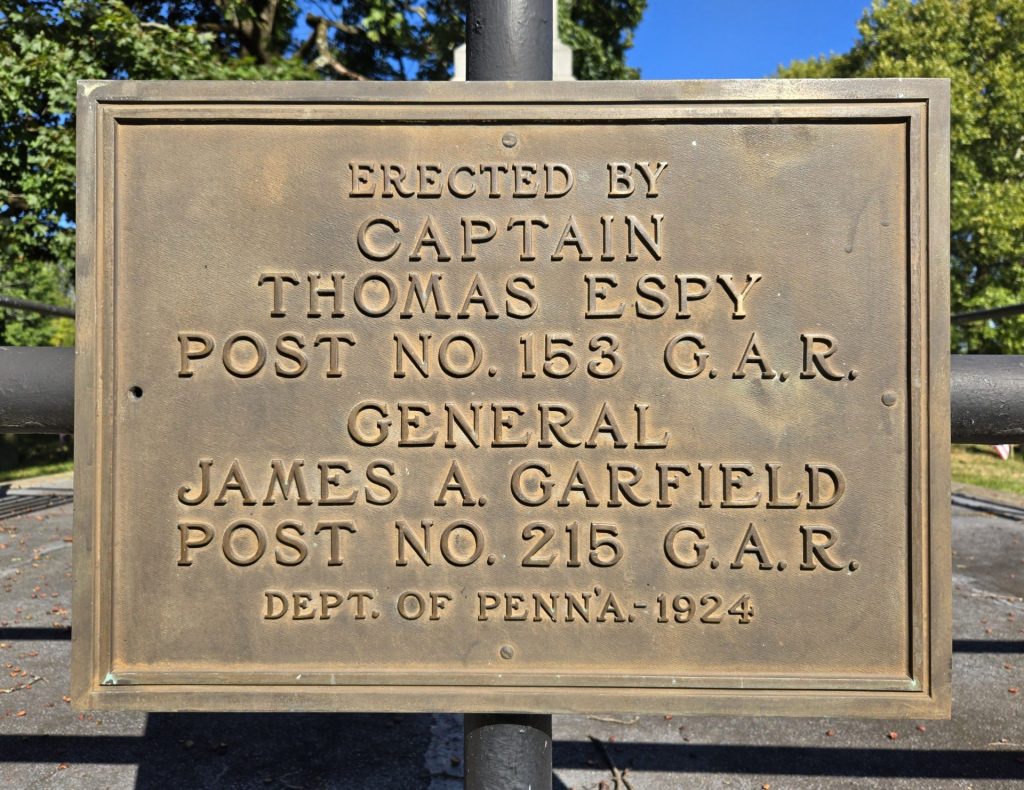 ERECTED BY
CAPTAIN
THOMAS ESPY
POST NO. 153 G.A.R.
GENERAL
JAMES A. GARFIELD
POST NO. 215 G.A.R.
DEPT. OF PENN'A.-1924